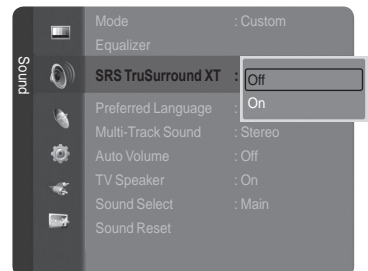 Sound
Mode : Custom
Equalizer
SRS TruSurround XT :
Off
On
Preferred Language :
Multi-Track Sound : Stereo
Auto Volume : Off
TV Speaker : On
Sound Select : Main
Sound Reset